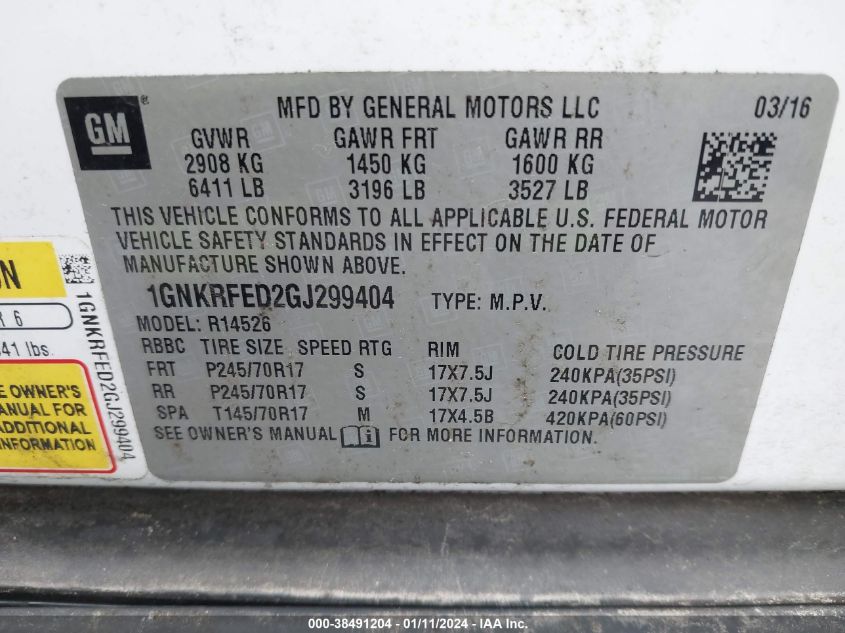 GM ®
MFD BY GENERAL MOTORS LLC 03/16
GVWR GAWR FRT GAWR RR
2908 KG 1450 KG 1600 KG
6411 LB 3196 LB 3527 LB
THIS VEHICLE CONFORMS TO ALL APPLICABLE U.S. FEDERAL MOTOR
VEHICLE SAFETY STANDARDS IN EFFECT ON THE DATE OF
MANUFACTURE SHOWN ABOVE.
1GNKRFED2GJ299404 TYPE: M.P.V.
MODEL: R14526
RBBC TIRE SIZE SPEED RTG RIM COLD TIRE PRESSURE
FRT P245/70R17 S 17X7.5J 240KPA(35PSI)
RR P245/70R17 S 17X7.5J 240KPA(35PSI)
SPA T145/70R17 M 17X4.5B 420KPA(60PSI)
SEE OWNER'S MANUAL i FOR MORE INFORMATION.
1GNKRFED2GJ299404
N
R 6
41 lbs.
E OWNER'S
ANUAL FOR
ADDITIONAL
INFORMATION
000-38491204 - 01/11/2024 - WWW.IAAI.COM